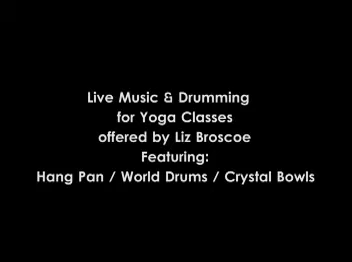 Live Music & Drumming
for Yoga Classes
offered by Liz Broscoe
Featuring:
Hang Pan / World Drums / Crystal Bowls